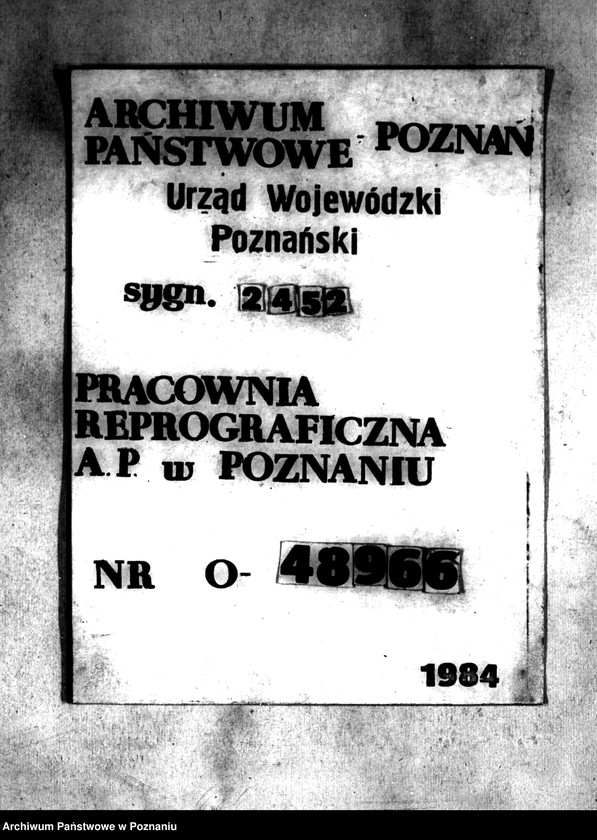 ARCHIWUM
PAŃSTWOWE - POZNAŃ
Urząd Wojewódzki
Poznański
sygn. 2452
PRACOWNIA
REPROGRAFICZNA
A.P. w POZNANIU
NR O-48966
1984
Archiwum Państwowe w Poznaniu